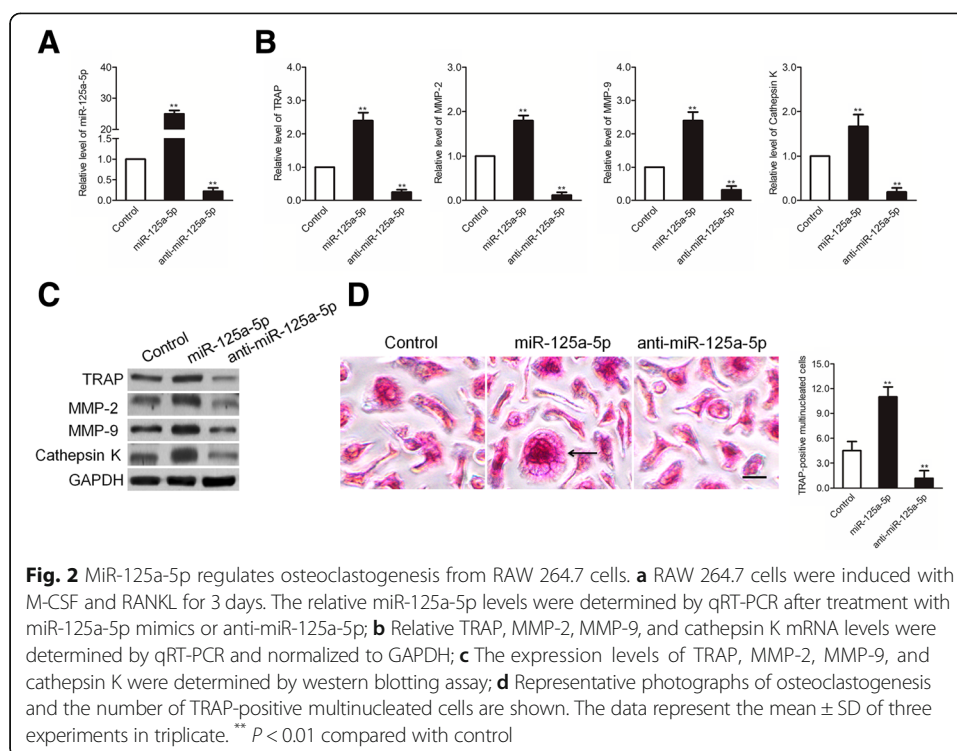 A
B
Relative level of miR-125a-5p
40
30
20
1.5
1.0
0.5
0.0
**
**
Control
miR-125a-5p
anti-miR-125a-5p
Relative level of TRAP
4.0
3.0
2.0
1.0
0.0
**
**
Control
miR-125a-5p
anti-miR-125a-5p
Relative level of MMP-2
3.0
2.0
1.0
0.0
**
**
Control
miR-125a-5p
anti-miR-125a-5p
Relative level of MMP-9
4.0
3.0
2.0
1.0
0.0
**
**
Control
miR-125a-5p
anti-miR-125a-5p
Relative level of Cathepsin K
3.0
2.0
1.0
0.0
**
**
Control
miR-125a-5p
anti-miR-125a-5p
C
Control
miR-125a-5p
anti-miR-125a-5p
TRAP
MMP-2
MMP-9
Cathepsin K
GAPDH
D
Control
miR-125a-5p
anti-miR-125a-5p
TRAP-positive multinucleated cells
15.0
12.0
9.0
6.0
3.0
0.0
**
**
Control
miR-125a-5p
anti-miR-125a-5p
Fig. 2 MiR-125a-5p regulates osteoclastogenesis from RAW 264.7 cells. a RAW 264.7 cells were induced with
M-CSF and RANKL for 3 days. The relative miR-125a-5p levels were determined by qRT-PCR after treatment with
miR-125a-5p mimics or anti-miR-125a-5p; b Relative TRAP, MMP-2, MMP-9, and cathepsin K mRNA levels were
determined by qRT-PCR and normalized to GAPDH; c The expression levels of TRAP, MMP-2, MMP-9, and
cathepsin K were determined by western blotting assay; d Representative photographs of osteoclastogenesis
and the number of TRAP-positive multinucleated cells are shown. The data represent the mean ± SD of three
experiments in triplicate. ** P < 0.01 compared with control